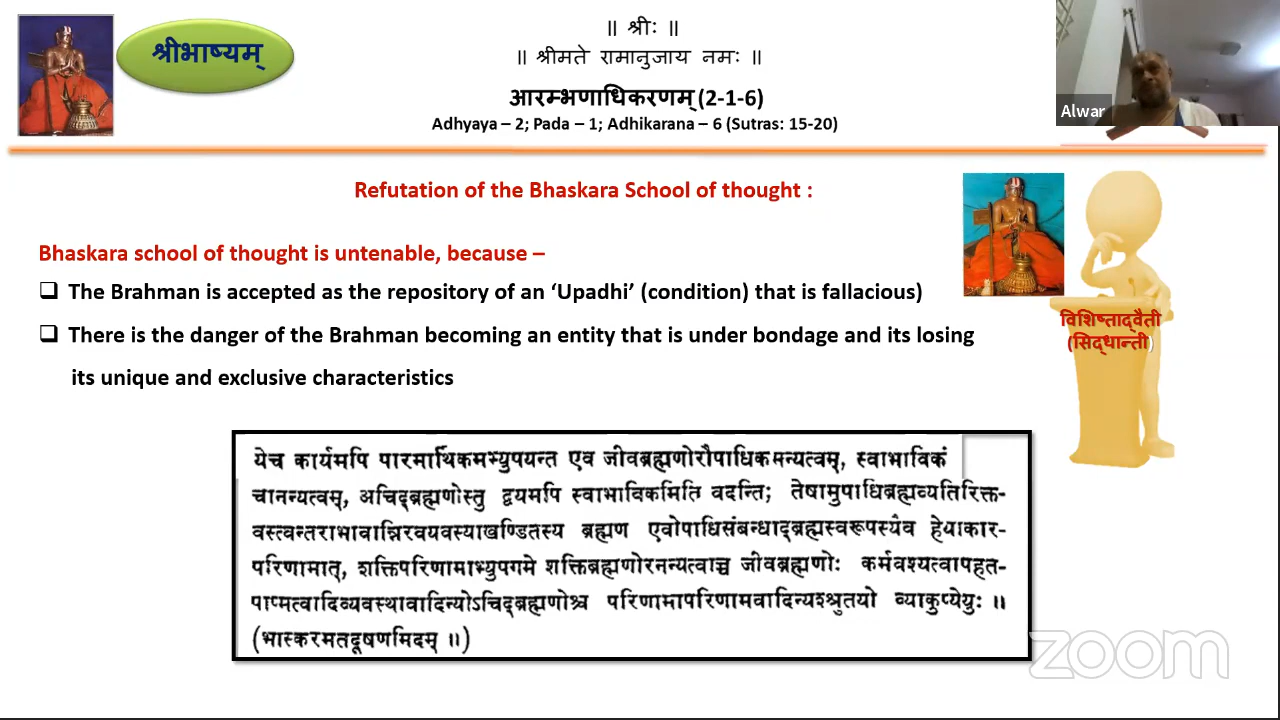 ॥ श्रीः ॥
श्रीभाष्यम्
॥ श्रीमते रामानुजाय नमः ॥
आरम्भणाधिकरणम् (2-1-6)
Adhyaya – 2; Pada – 1; Adhikarana – 6 (Sutras: 15-20)
Alwar
Refutation of the Bhaskara School of thought :
Bhaskara school of thought is untenable, because –
❑ The Brahman is accepted as the repository of an ‘Upadhi’ (condition) that is fallacious)
❑ There is the danger of the Brahman becoming an entity that is under bondage and its losing
its unique and exclusive characteristics
विशिष्ताद्वैती
(सिद्धान्ती)
येच कार्यमपि पारमार्थिकमभ्युपयन्त एव जीवब्रह्मणोरौपाधिकमन्यत्वम्, स्वाभाविकं
चानन्यत्वम्, अचिद्ब्रह्मणोस्तु द्वयमपि स्वाभाविकमिति वदन्ति; तेषामुपाधिब्रह्मव्यतिरिक्त-
वस्त्वन्तराभावान्निरवयवस्याखण्डितस्य ब्रह्मण एवोपाधिसंबन्धाद्ब्रह्मस्वरूपस्यैव हेयाकार-
परिणामात्, शक्तिपरिणामाभ्युपगमे शक्तिब्रह्मणोरनन्यत्वाच्च जीवब्रह्मणोः कर्मवश्यत्वापहत-
पाप्मत्वादिव्यवस्थावादिन्योऽचिद्ब्रह्मणोश्च परिणामापरिणामवादिन्यश्श्रुतयो व्याकुप्येयुः ॥
(भास्करमतदूषणमिदम् ॥)
zoom